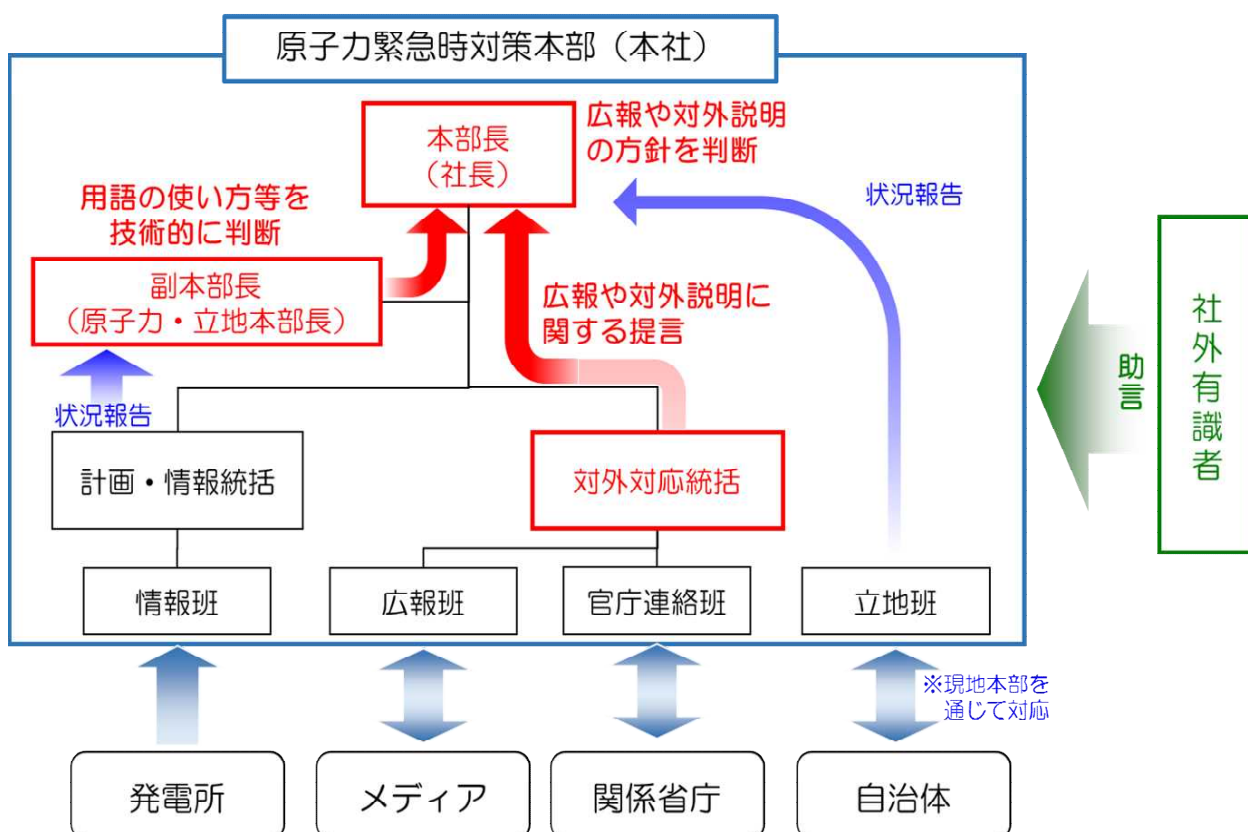 原子力緊急時対策本部（本社）
本部長
（社長）
広報や対外説明
の方針を判断
用語の使い方等を
技術的に判断
状況報告
副本部長
（原子力・立地本部長）
広報や対外説明に
関する提言
社外有識者
助言
状況報告
計画・情報統括
対外対応統括
情報班
広報班
官庁連絡班
立地班
※現地本部を
通じて対応
発電所
メディア
関係省庁
自治体